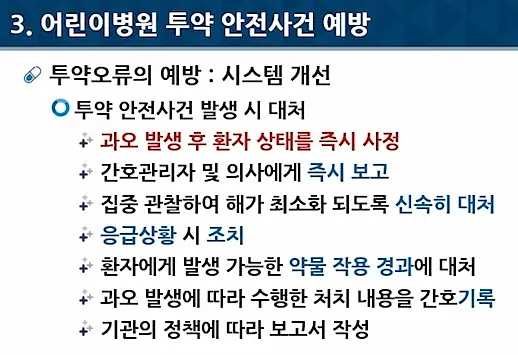 3. 어린이병원 투약 안전사건 예방
투약오류의 예방 : 시스템 개선
투약 안전사건 발생 시 대처
과오 발생 후 환자 상태를 즉시 사정
간호관리자 및 의사에게 즉시 보고
집중 관찰하여 해가 최소화 되도록 신속히 대처
응급상황 시 조치
환자에게 발생 가능한 약물 작용 경과에 대처
과오 발생에 따라 수행한 처치 내용을 간호기록
기관의 정책에 따라 보고서 작성